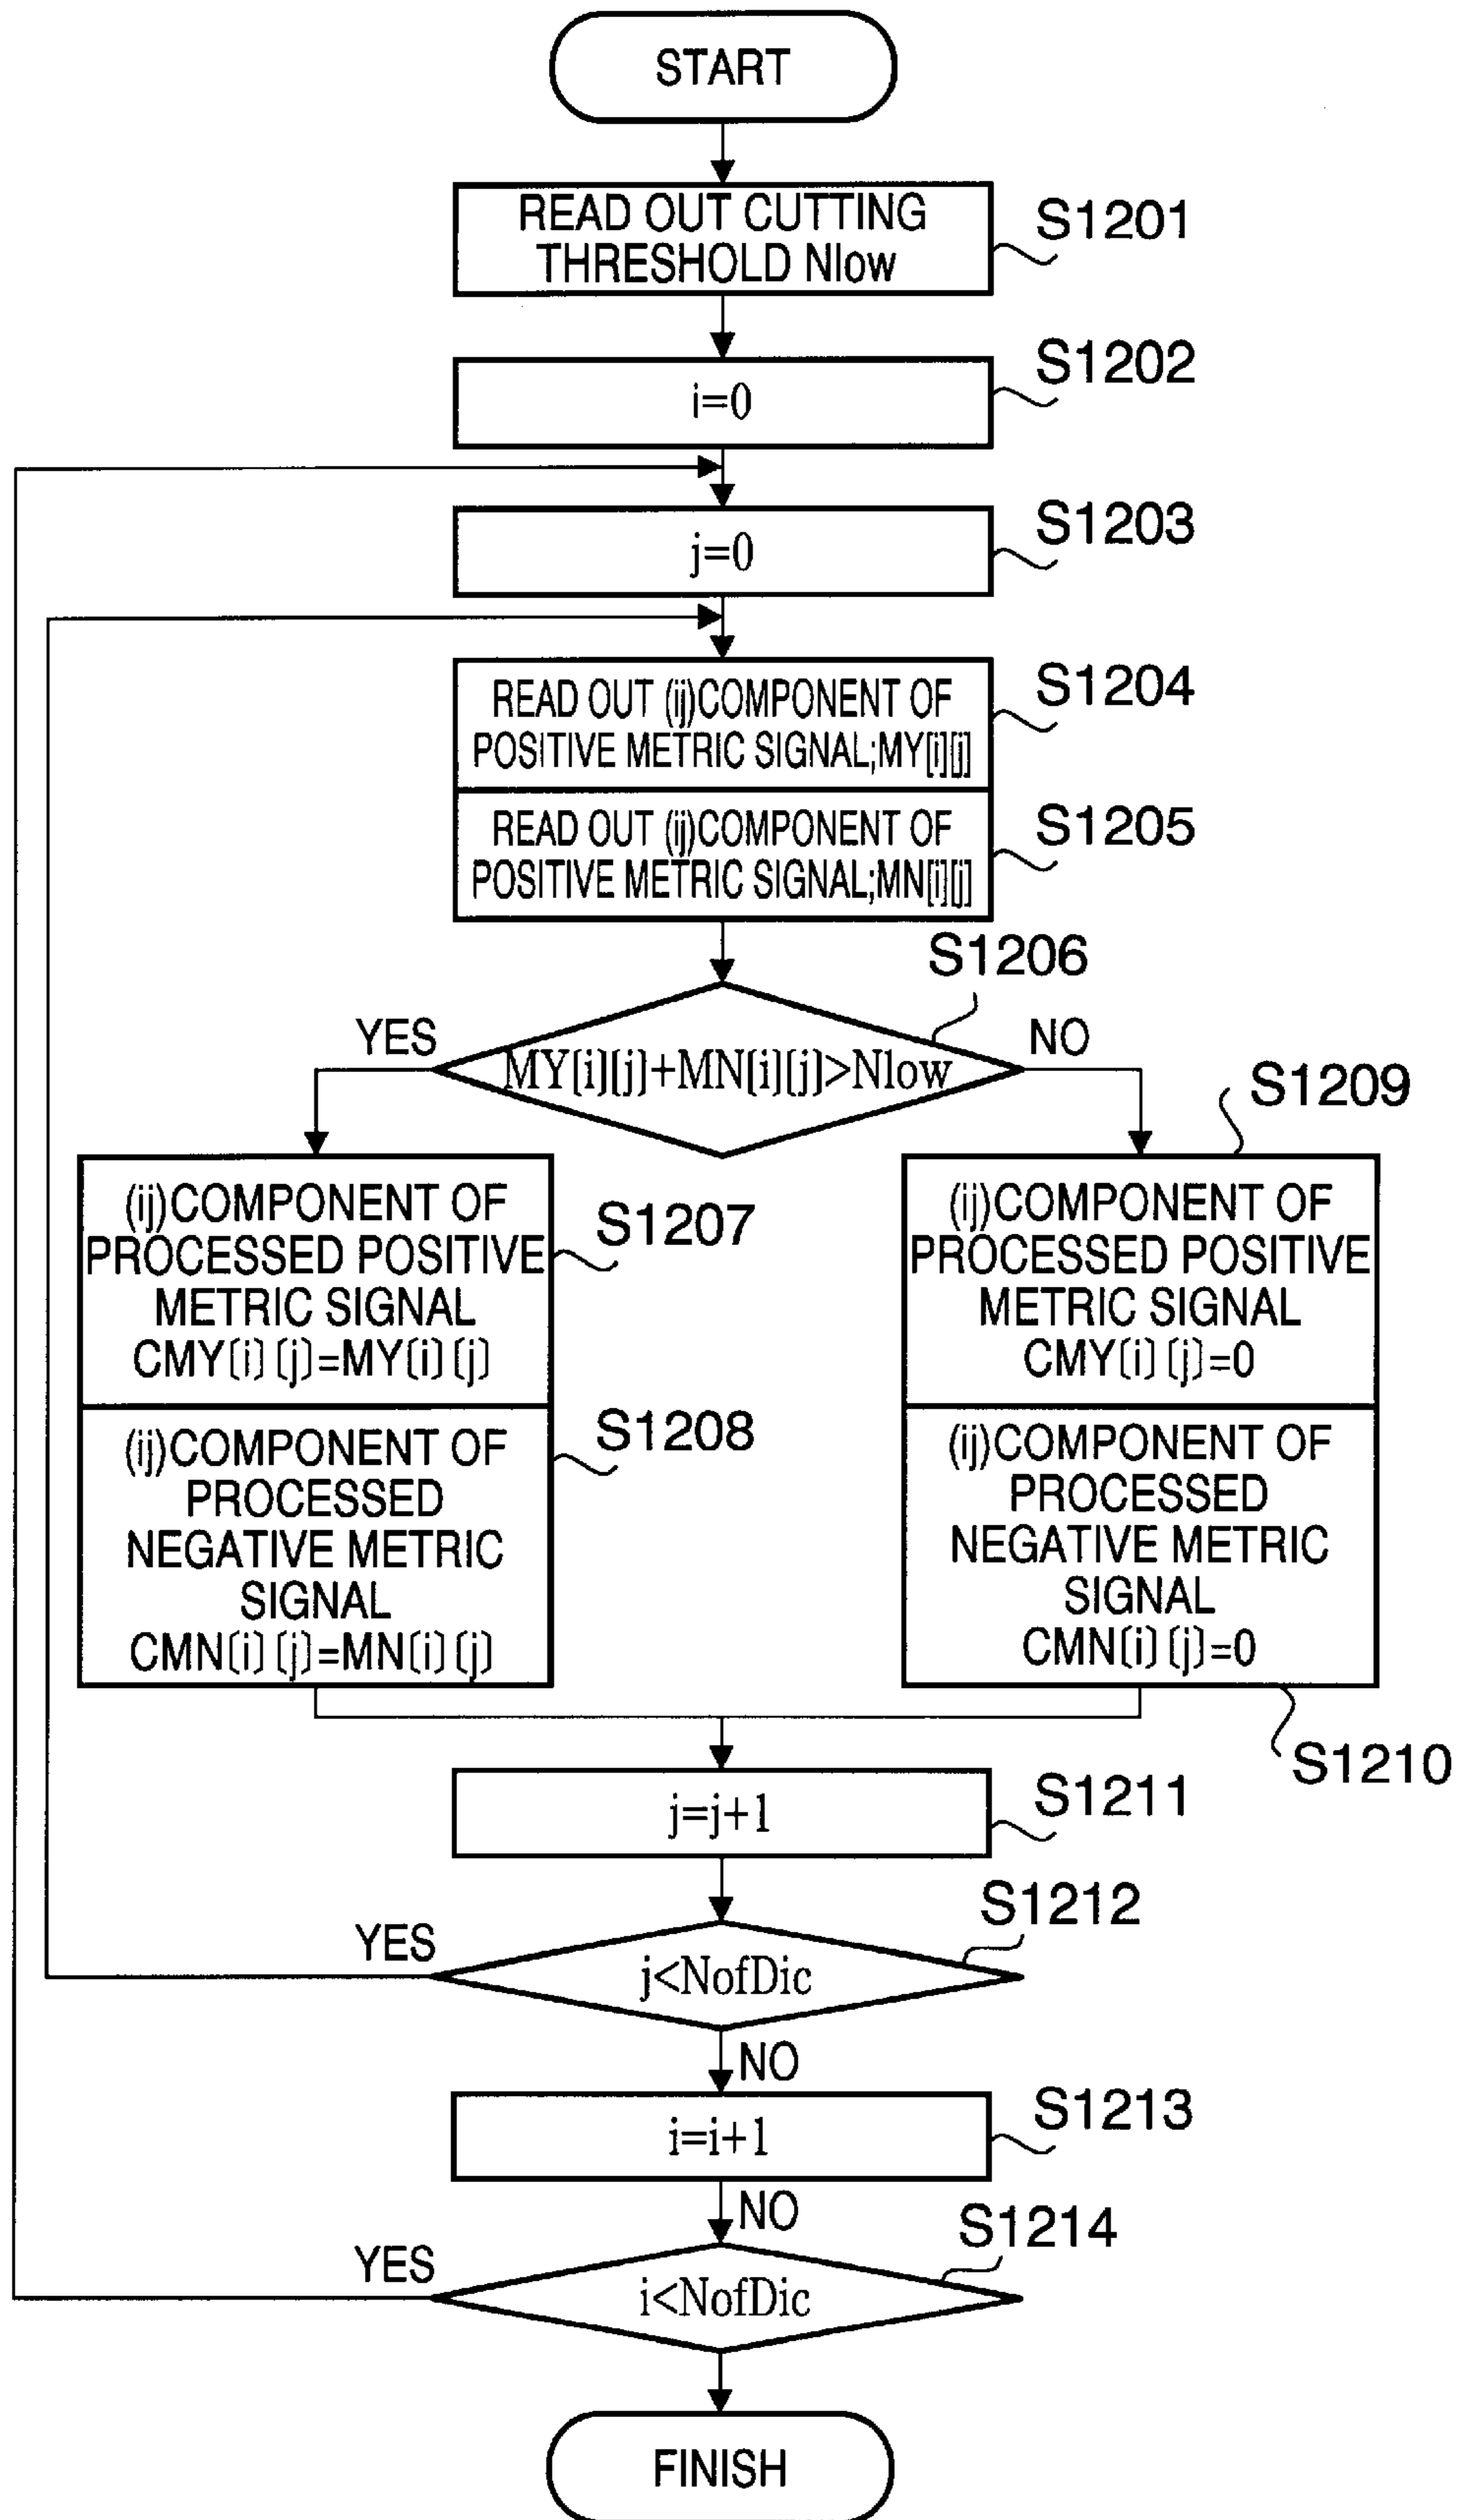 START
READ OUT CUTTING
THRESHOLD Nlow
S1201
i=0
S1202
j=0
S1203
READ OUT (ij)COMPONENT OF
POSITIVE METRIC SIGNAL;MY[i][j]
S1204
READ OUT (ij)COMPONENT OF
POSITIVE METRIC SIGNAL;MN[i][j]
S1205
S1206
YES
MY[i][j]+MN[i][j]>Nlow
NO
S1209
(ij)COMPONENT OF
PROCESSED POSITIVE
METRIC SIGNAL
CMY[i][j]=MY[i][j]
S1207
(ij)COMPONENT OF
PROCESSED
NEGATIVE METRIC
SIGNAL
CMN[i][j]=MN[i][j]
S1208
(ij)COMPONENT OF
PROCESSED POSITIVE
METRIC SIGNAL
CMY[i][j]=0
(ij)COMPONENT OF
PROCESSED
NEGATIVE METRIC
SIGNAL
CMN[i][j]=0
S1210
j=j+1
S1211
S1212
YES
j<NofDic
NO
i=i+1
S1213
NO
S1214
YES
i<NofDic
FINISH